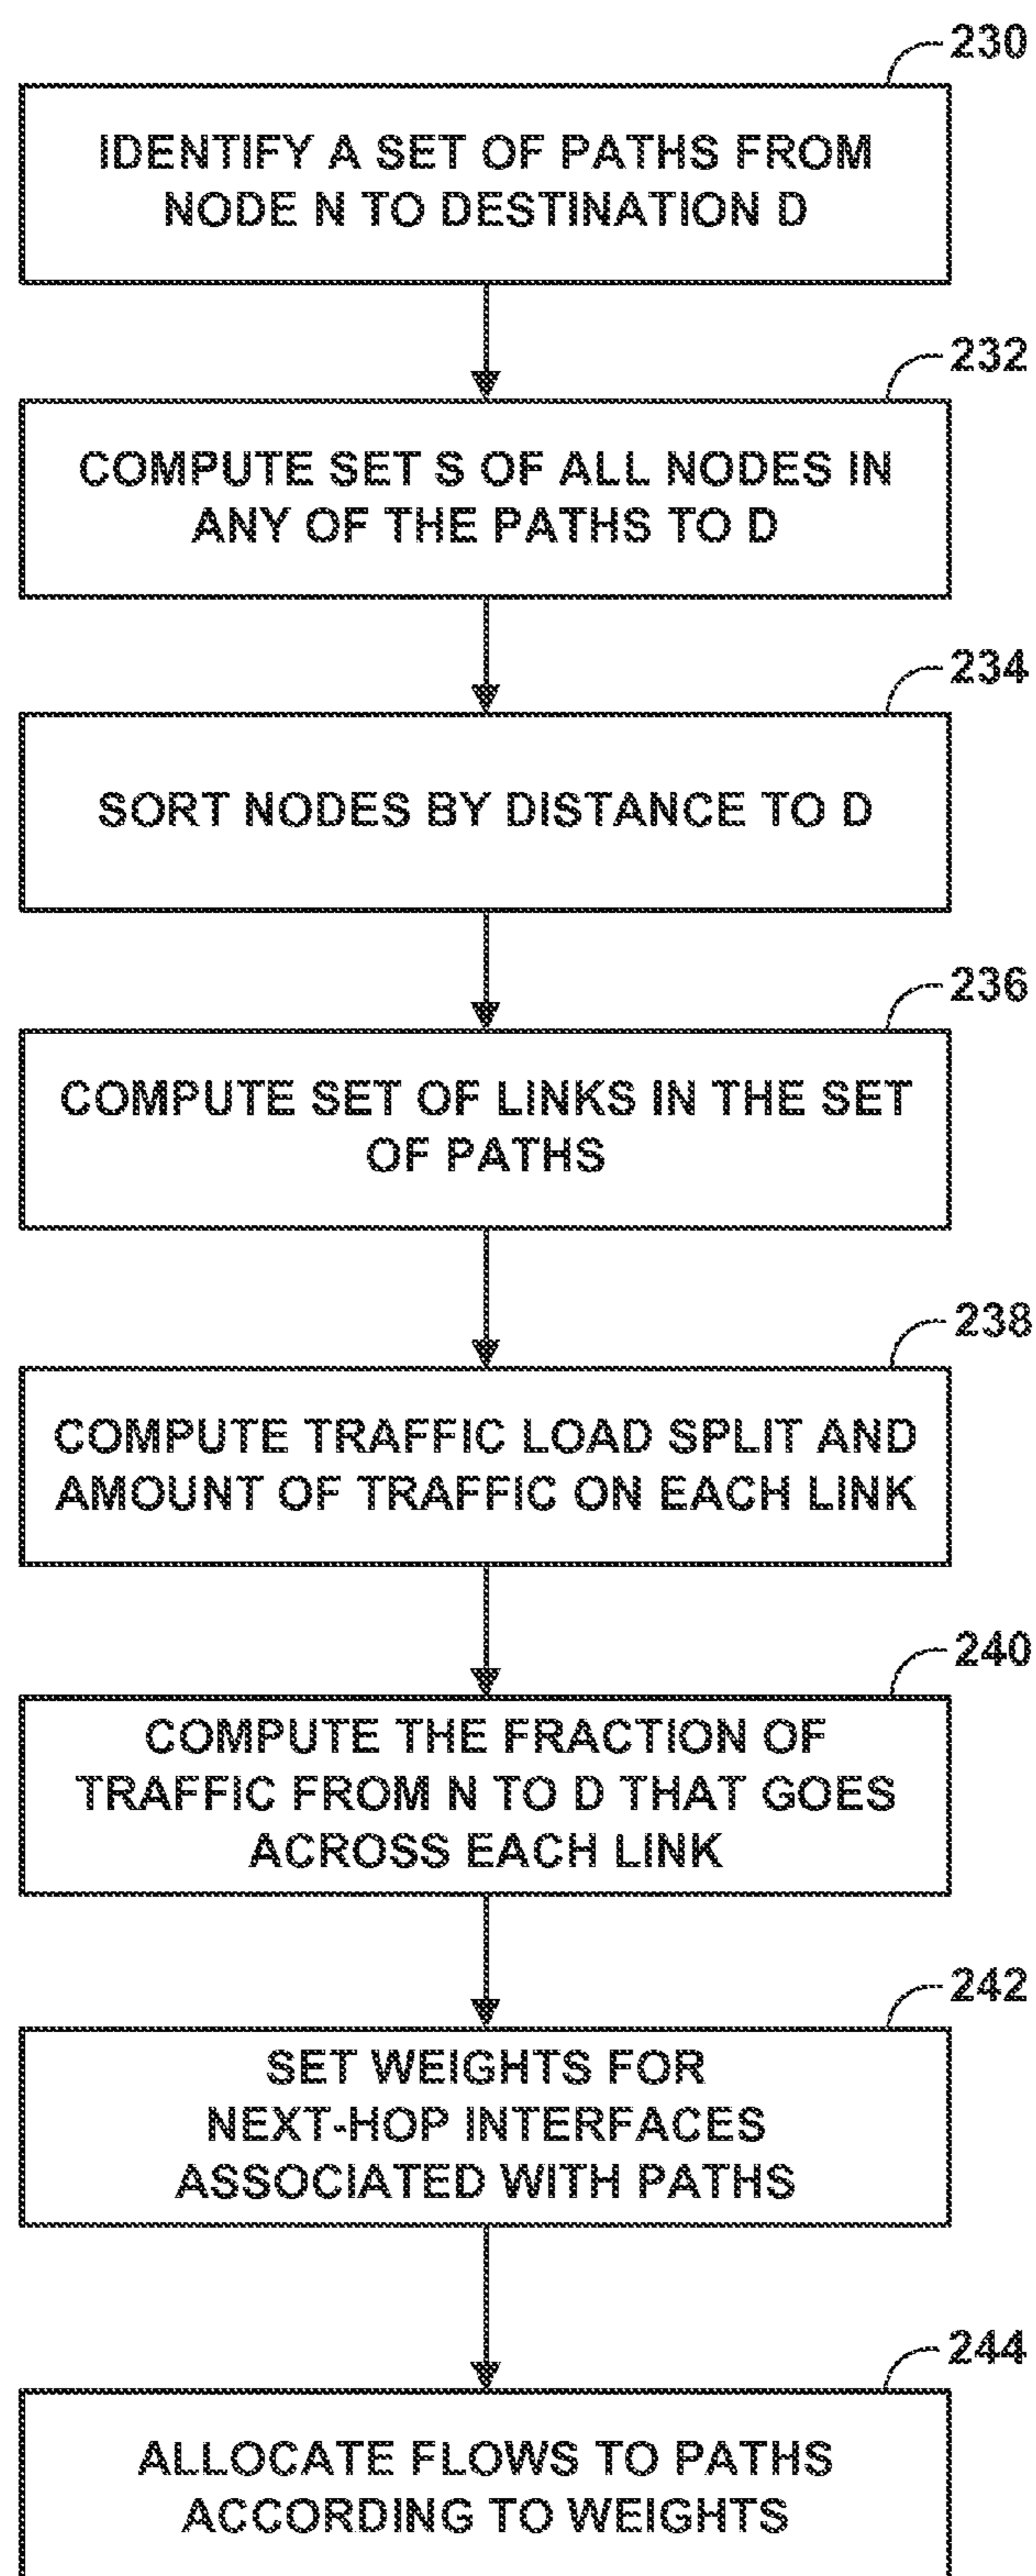 230
IDENTIFY A SET OF PATHS FROM
NODE N TO DESTINATION D
232
COMPUTE SET S OF ALL NODES IN
ANY OF THE PATHS TO D
234
SORT NODES BY DISTANCE TO D
236
COMPUTE SET OF LINKS IN THE SET
OF PATHS
238
COMPUTE TRAFFIC LOAD SPLIT AND
AMOUNT OF TRAFFIC ON EACH LINK
240
COMPUTE THE FRACTION OF
TRAFFIC FROM N TO D THAT GOES
ACROSS EACH LINK
242
SET WEIGHTS FOR
NEXT-HOP INTERFACES
ASSOCIATED WITH PATHS
244
ALLOCATE FLOWS TO PATHS
ACCORDING TO WEIGHTS